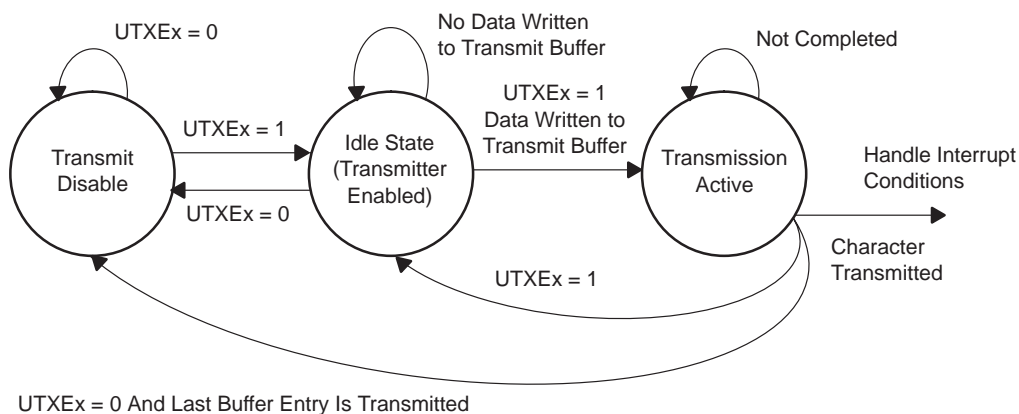 UTXEx = 0
No Data Written
to Transmit Buffer
Not Completed
UTXEx = 1
UTXEx = 1
Data Written to
Transmit Buffer
Transmit
Disable
Idle State
(Transmitter
Enabled)
Transmission
Active
Handle Interrupt
Conditions
UTXEx = 0
Character
Transmitted
UTXEx = 1
UTXEx = 0 And Last Buffer Entry Is Transmitted